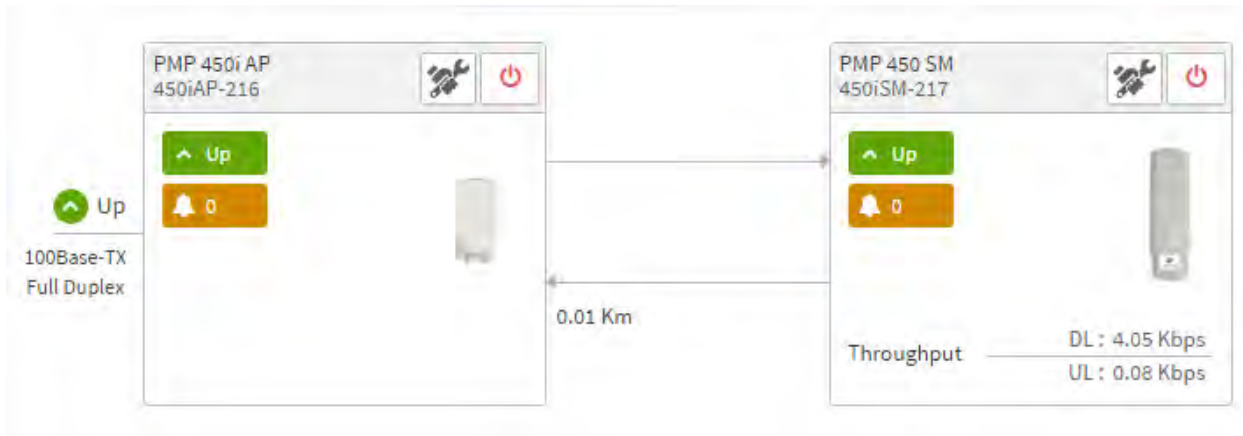 PMP 450i AP
450iAP-216
Up
0
Up
100Base-TX
Full Duplex
0.01 Km
PMP 450 SM
450iSM-217
Up
0
Throughput
DL : 4.05 Kbps
UL : 0.08 Kbps